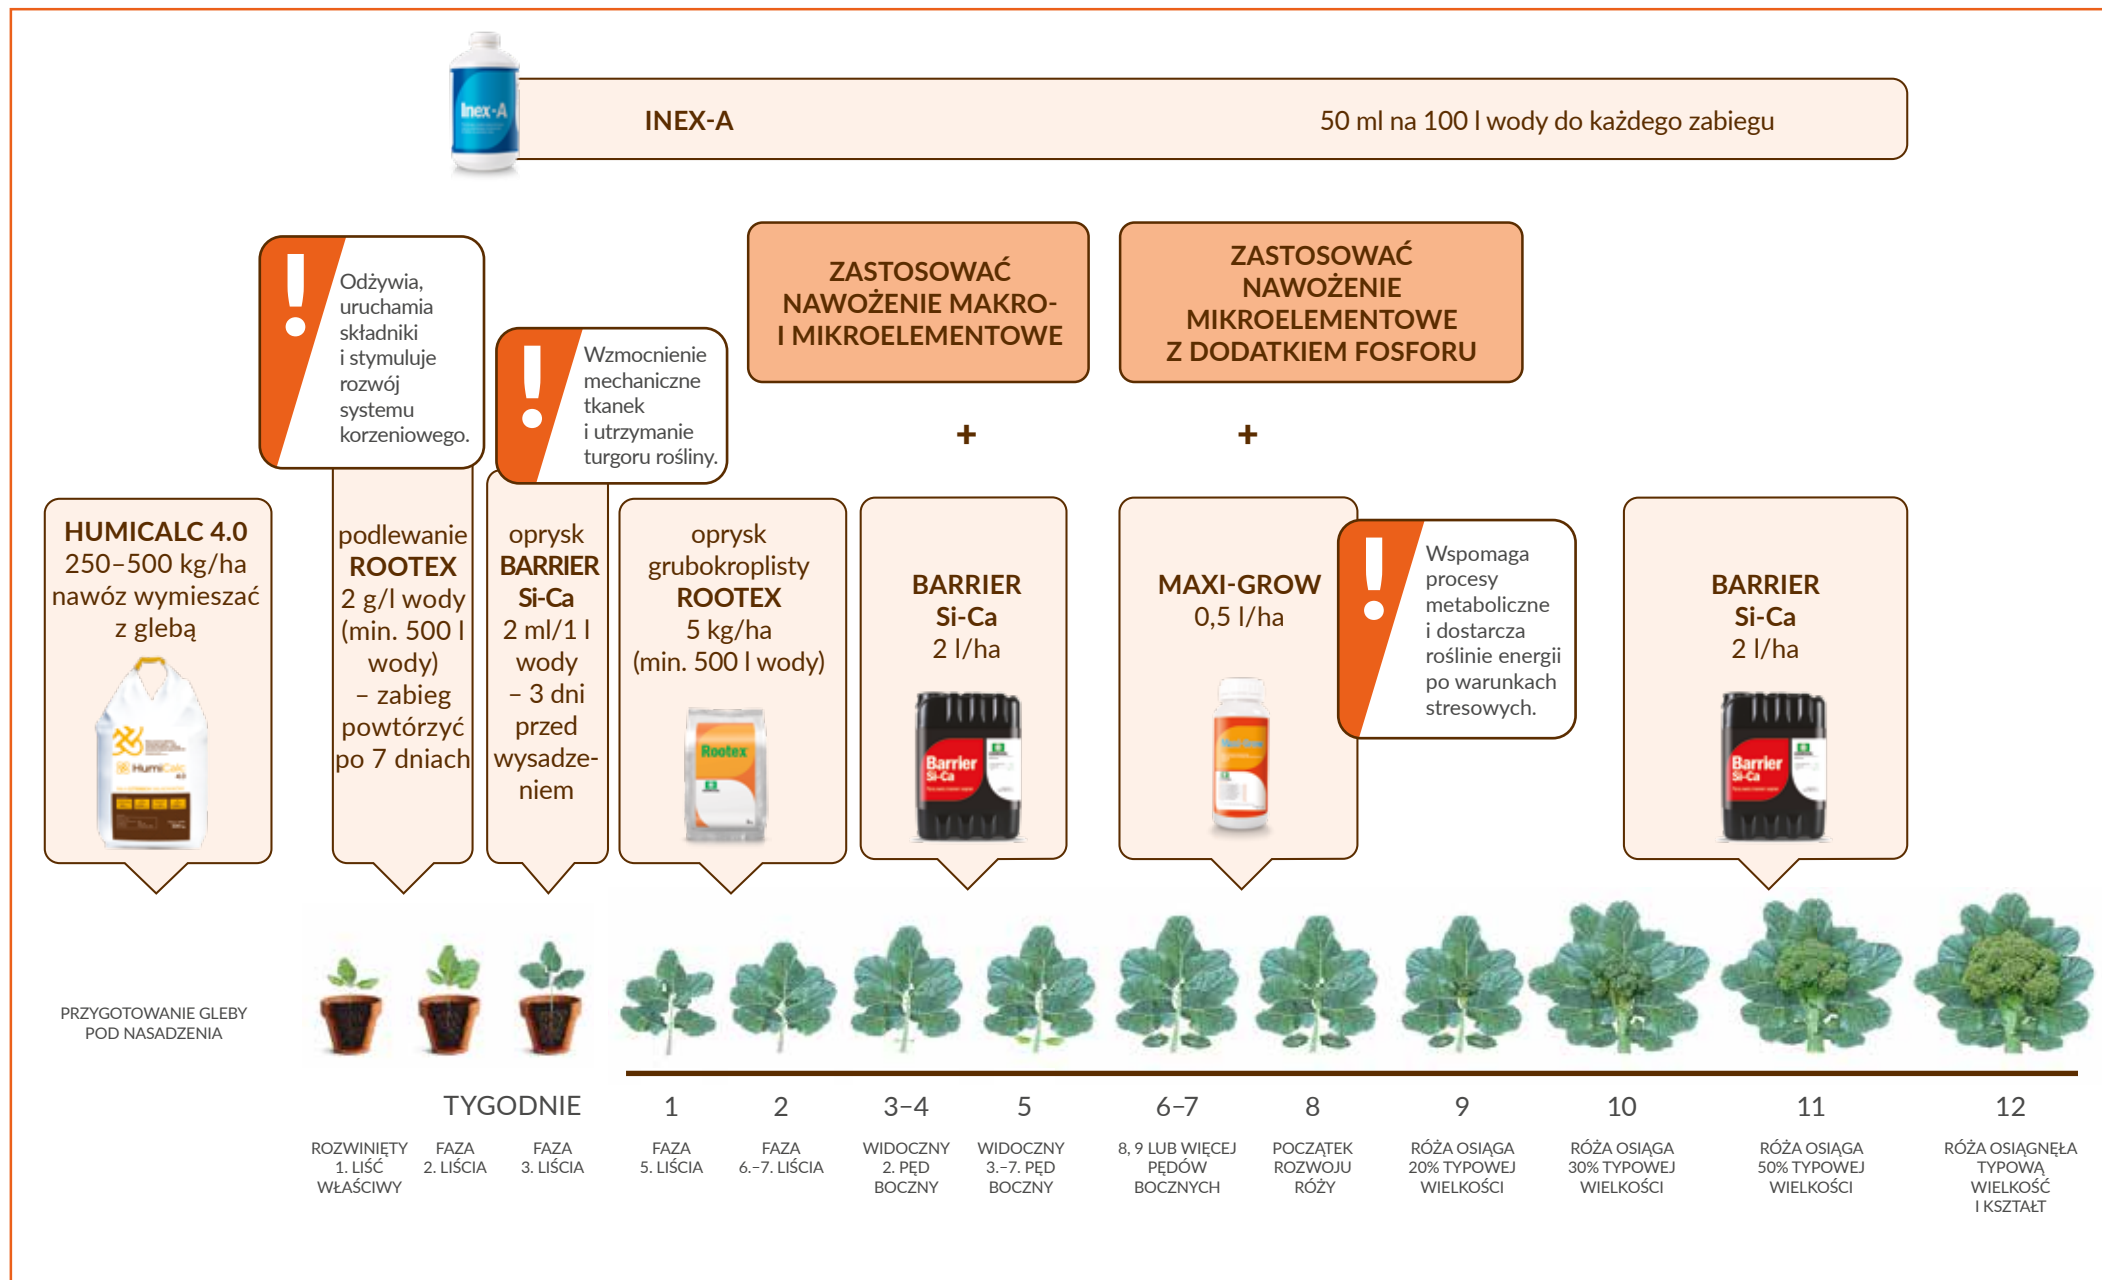 Inex-A
INEX-A
50 ml na 100 l wody do każdego zabiegu
Odżywia,
uruchamia
składniki
i stymuluje
rozwój
systemu
korzeniowego.
Wzmocnienie
mechaniczne
tkanek
i utrzymanie
turgoru rośliny.
ZASTOSOWAĆ
NAWOŻENIE MAKRO-
I MIKROELEMENTOWE
+
ZASTOSOWAĆ
NAWOŻENIE
MIKROELEMENTOWE
Z DODATKIEM FOSFORU
+
HUMICALC 4.0
250–500 kg/ha
nawóz wymieszać
z glebą
HumiCalc
4.0
podlewanie
ROOTEX
2 g/l wody
(min. 500 l
wody)
– zabieg
powtórzyć
po 7 dniach
oprysk
BARRIER
Si-Ca
2 ml/1 l
wody
– 3 dni
przed
wysadze-
niem
oprysk
grubokroplisty
ROOTEX
5 kg/ha
(min. 500 l wody)
Rootex
BARRIER
Si-Ca
2 l/ha
Barrier
Si-Ca
MAXI-GROW
0,5 l/ha
Wspomaga
procesy
metaboliczne
i dostarcza
roślinie energii
po warunkach
stresowych.
BARRIER
Si-Ca
2 l/ha
Barrier
Si-Ca
PRZYGOTOWANIE GLEBY
POD NASADZENIA
TYGODNIE
1
2
3–4
5
6–7
8
9
10
11
12
ROZWINIĘTY
1. LIŚĆ
WŁAŚCIWY
FAZA
2. LIŚCIA
FAZA
3. LIŚCIA
FAZA
5. LIŚCIA
FAZA
6.–7. LIŚCIA
WIDOCZNY
2. PĘD
BOCZNY
WIDOCZNY
3.–7. PĘD
BOCZNY
8, 9 LUB WIĘCEJ
PĘDÓW
BOCZNYCH
POCZĄTEK
ROZWOJU
RÓŻY
RÓŻA OSIĄGA
20% TYPOWEJ
WIELKOŚCI
RÓŻA OSIĄGA
30% TYPOWEJ
WIELKOŚCI
RÓŻA OSIĄGA
50% TYPOWEJ
WIELKOŚCI
RÓŻA OSIĄGNĘŁA
TYPOWĄ
WIELKOŚĆ
I KSZTAŁT